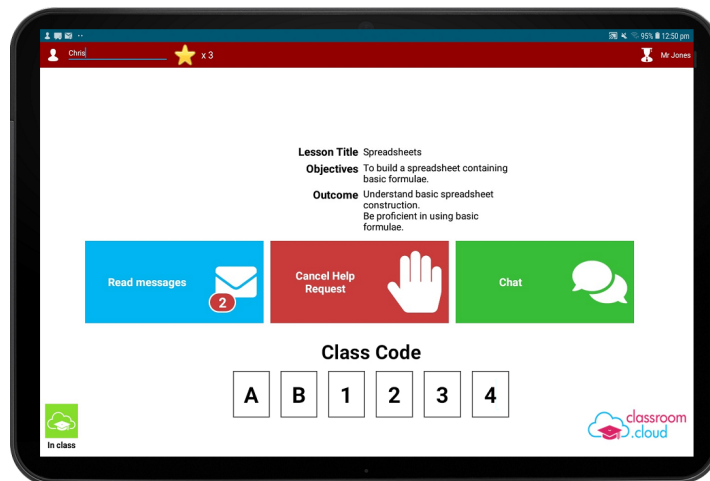 95% 12:50 pm
Chris x 3 Mr Jones
Lesson Title Spreadsheets
Objectives To build a spreadsheet containing
basic formulae.
Outcome Understand basic spreadsheet
construction.
Be proficient in using basic
formulae.
Read messages
2
Cancel Help
Request
Chat
Class Code
A B 1 2 3 4
In class
classroom
.cloud